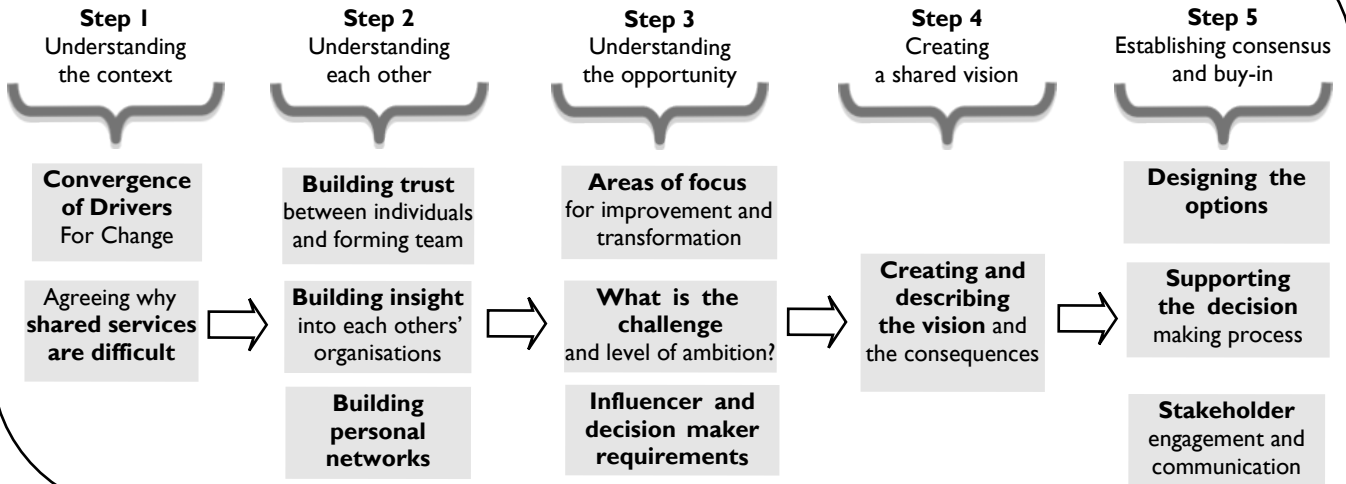 Step 1
Understanding
the context
Convergence
of Drivers
For Change
Agreeing why
shared services
are difficult
Step 2
Understanding
each other
Building trust
between individuals
and forming team
Building insight
into each others’
organisations
Building
personal
networks
Step 3
Understanding
the opportunity
Areas of focus
for improvement and
transformation
What is the
challenge
and level of ambition?
Influencer and
decision maker
requirements
Step 4
Creating
a shared vision
Creating and
describing
the vision and
the consequences
Step 5
Establishing consensus
and buy-in
Designing the
options
Supporting
the decision
making process
Stakeholder
engagement and
communication